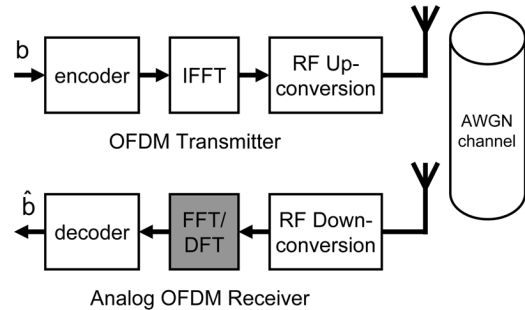 b
encoder
IFFT
RF Up-
conversion
OFDM Transmitter
AWGN
channel
b̂
decoder
FFT/
DFT
RF Down-
conversion
Analog OFDM Receiver